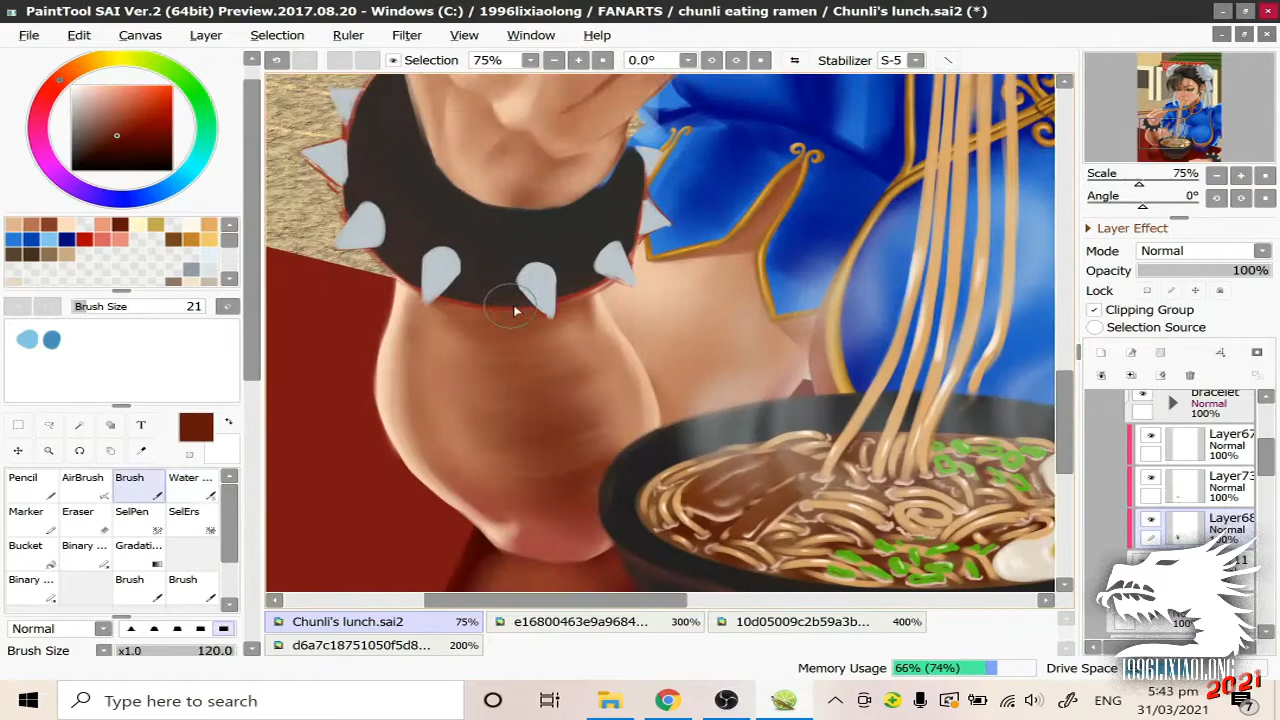 PaintTool SAI Ver.2 (64bit) Preview.2017.08.20 - Windows (C:) / 1996lixiaolong / FANARTS / chunli eating ramen / Chunli's lunch.sai2 (*)
File Edit Canvas Layer Selection Ruler Filter View Window Help
Selection 75% 0.0° Stabilizer S-5
Scale 75%
Angle 0°
Layer Effect
Mode Normal
Opacity 100%
Lock
Clipping Group
Selection Source
Brush Size 21
bracelet
Normal
100%
Layer67
Normal
100%
Layer73
Normal
100%
Layer68
Normal
100%
T
Pencil AirBrush Brush Water ...
Marker Eraser SelPen SelErs
Bucket Binary ... Gradati...
Binary ... Brush Brush
Normal
Brush Size x1.0 120.0
Chunli's lunch.sai2 75% e16800463e9a9684... 300% 10d05009c2b59a3b... 400%
d6a7c18751050f5d8... 200%
Memory Usage 66% (74%) Drive Space
1996LIXIAOLONG
2021
Type here to search
ENG
5:43 pm
31/03/2021
7